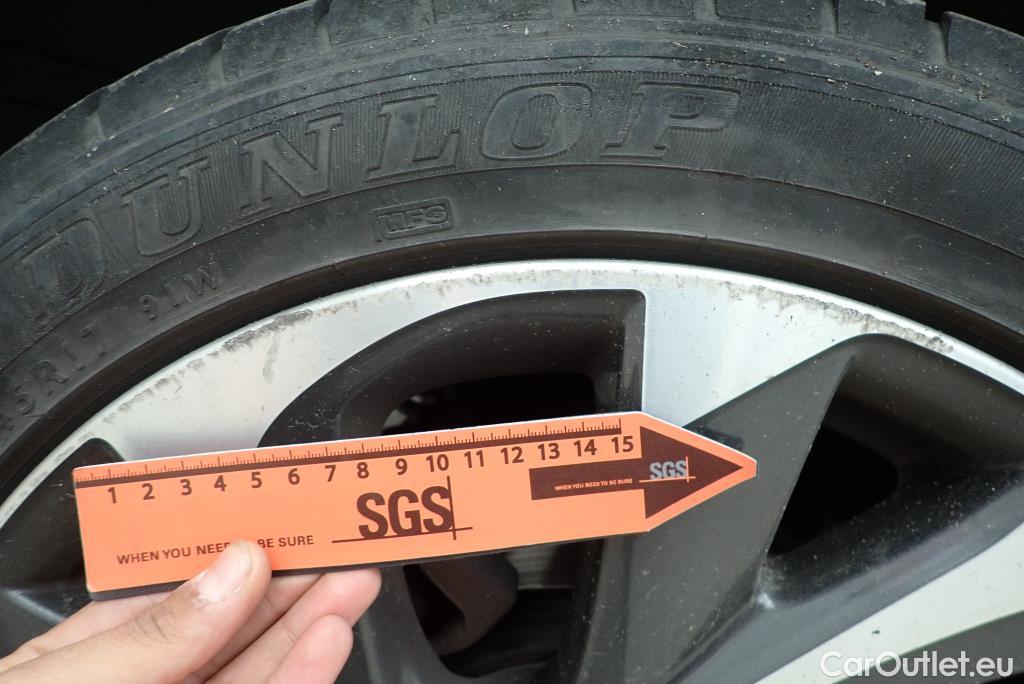 DUNLOP
MFS
5R17 91W
1 2 3 4 5 6 7 8 9 10 11 12 13 14 15
SGS
WHEN YOU NEED TO BE SURE
SGS
WHEN YOU NEED BE SURE
CarOutlet.eu